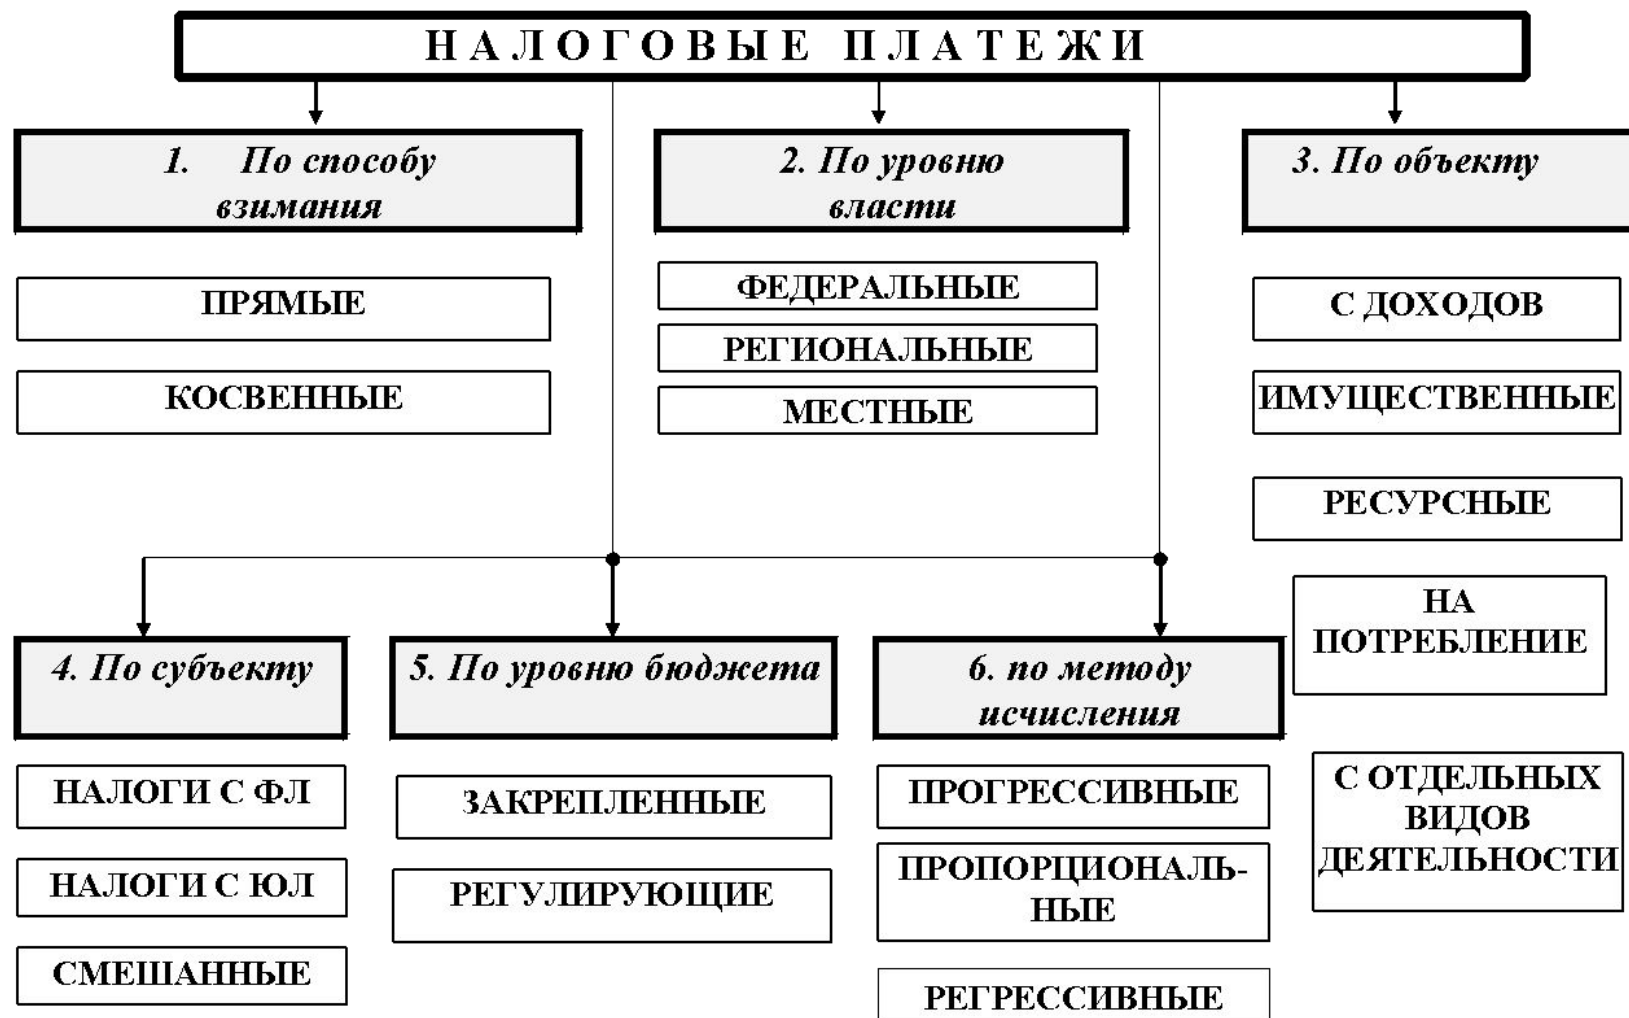 НАЛОГОВЫЕ ПЛАТЕЖИ
1. По способу
взимания
ПРЯМЫЕ
КОСВЕННЫЕ
2. По уровню
власти
ФЕДЕРАЛЬНЫЕ
РЕГИОНАЛЬНЫЕ
МЕСТНЫЕ
3. По объекту
С ДОХОДОВ
ИМУЩЕСТВЕННЫЕ
РЕСУРСНЫЕ
НА
ПОТРЕБЛЕНИЕ
С ОТДЕЛЬНЫХ
ВИДОВ
ДЕЯТЕЛЬНОСТИ
4. По субъекту
НАЛОГИ С ФЛ
НАЛОГИ С ЮЛ
СМЕШАННЫЕ
5. По уровню бюджета
ЗАКРЕПЛЕННЫЕ
РЕГУЛИРУЮЩИЕ
6. по методу
исчисления
ПРОГРЕССИВНЫЕ
ПРОПОРЦИОНАЛЬ-
НЫЕ
РЕГРЕССИВНЫЕ